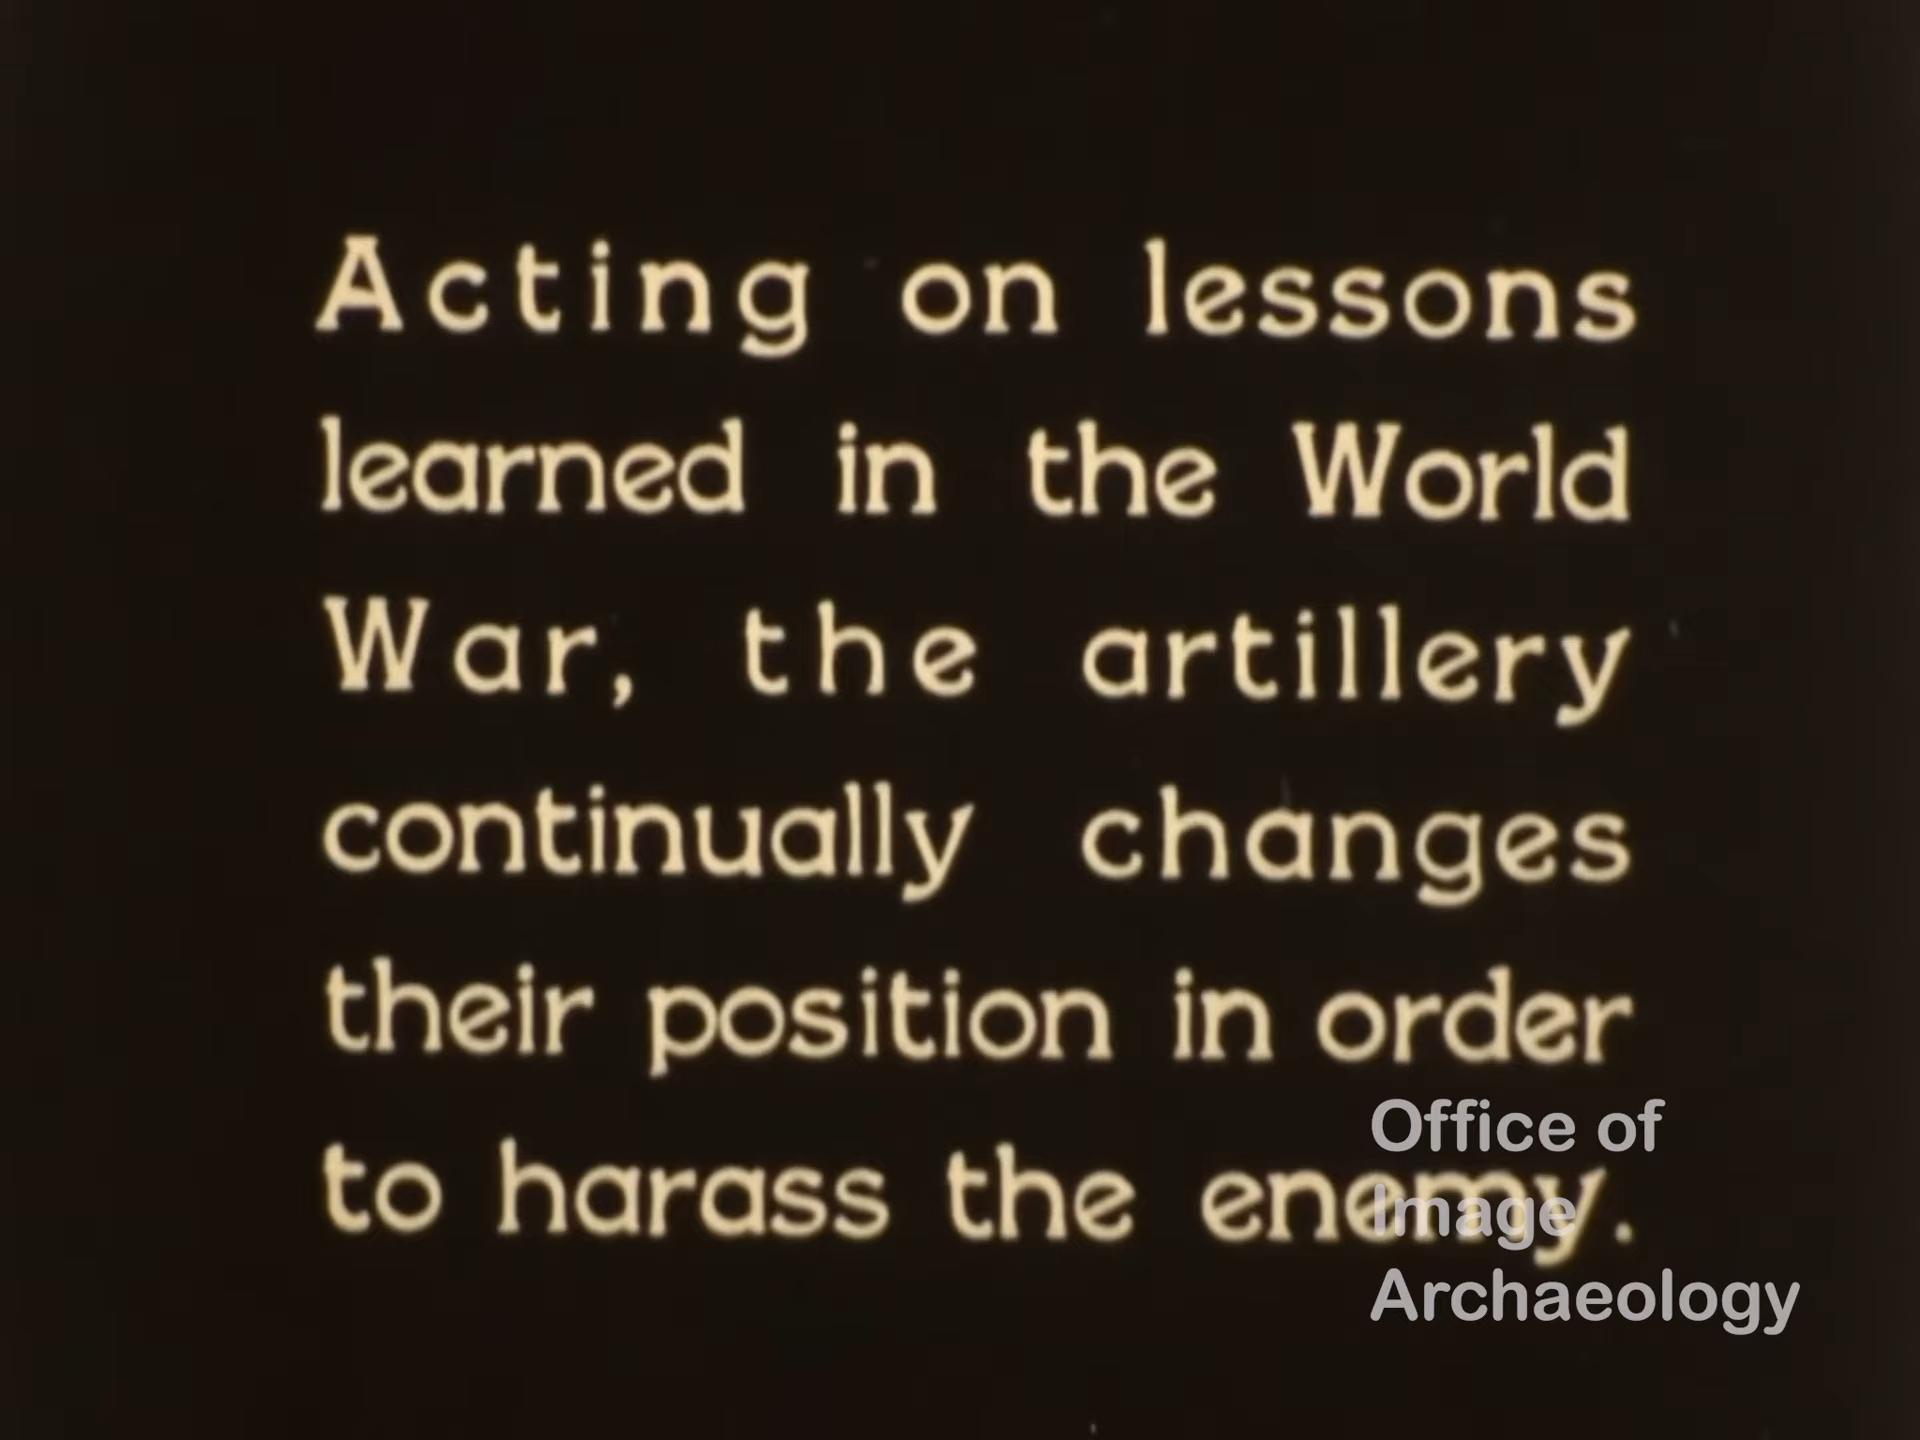 Acting on lessons
learned in the World
War, the artillery
continually changes
their position in order
to harass the enemy.
Office of
Image
Archaeology